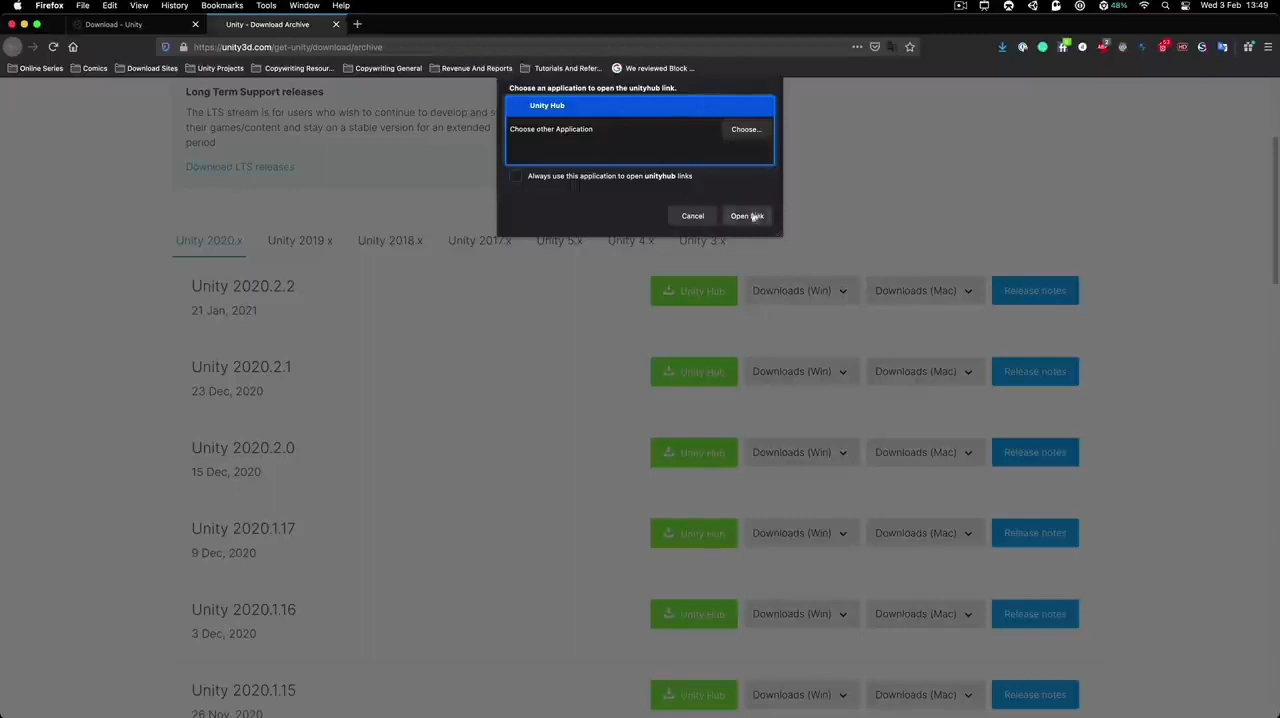 Firefox File Edit View History Bookmarks Tools Window Help 48% Wed 3 Feb 13:49
Download - Unity Unity - Download Archive
https://unity3d.com/get-unity/download/archive
Online Series Comics Download Sites Unity Projects Copywriting Resour... Copywriting General Revenue And Reports Tutorials And Refer... We reviewed Block ...
Long Term Support releases
The LTS stream is for users who wish to continue to develop and s
their games/content and stay on a stable version for an extended
period
Download LTS releases
Choose an application to open the unityhub link.
Unity Hub
Choose other Application Choose...
Always use this application to open unityhub links
Cancel Open Link
Unity 2020.x Unity 2019.x Unity 2018.x Unity 2017.x Unity 5.x Unity 4.x Unity 3.x
Unity 2020.2.2 Unity Hub Downloads (Win) Downloads (Mac) Release notes
21 Jan, 2021
Unity 2020.2.1 Unity Hub Downloads (Win) Downloads (Mac) Release notes
23 Dec, 2020
Unity 2020.2.0 Unity Hub Downloads (Win) Downloads (Mac) Release notes
15 Dec, 2020
Unity 2020.1.17 Unity Hub Downloads (Win) Downloads (Mac) Release notes
9 Dec, 2020
Unity 2020.1.16 Unity Hub Downloads (Win) Downloads (Mac) Release notes
3 Dec, 2020
Unity 2020.1.15 Unity Hub Downloads (Win) Downloads (Mac) Release notes
26 Nov, 2020